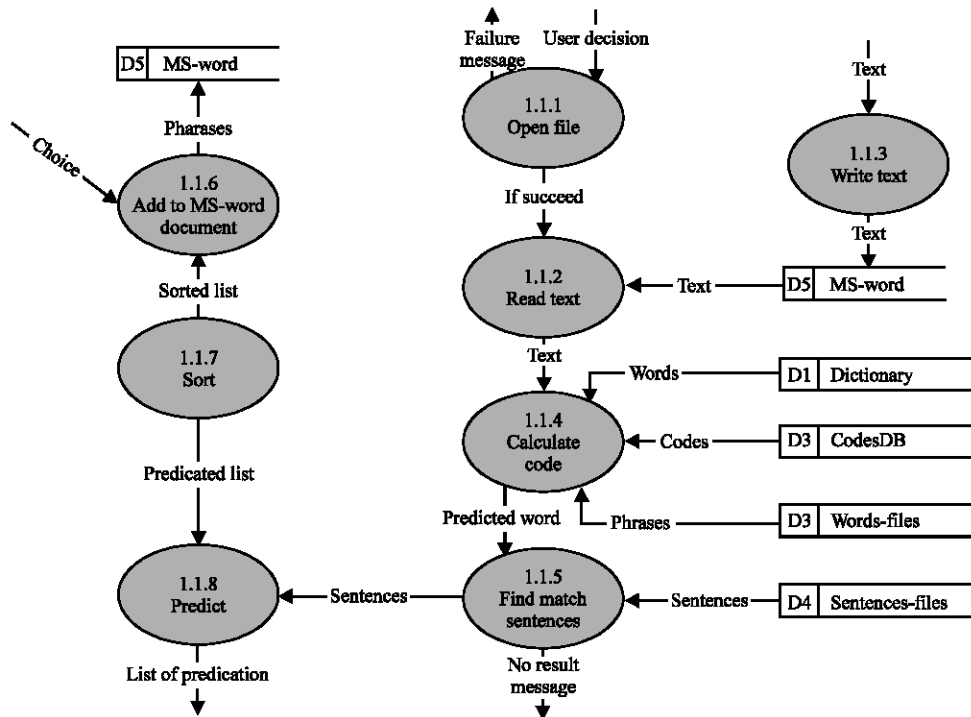 Failure
message
User decision
D5 MS-word
Text
1.1.1
Open file
Pharases
Choice
1.1.3
Write text
1.1.6
Add to MS-word
document
If succeed
Text
Sorted list
1.1.2
Read text
Text
D5 MS-word
1.1.7
Sort
Text
Words
D1 Dictionary
1.1.4
Calculate
code
Codes
D3 CodesDB
Predicated list
Predicted word
Phrases
D3 Words-files
1.1.8
Predict
Sentences
1.1.5
Find match
sentences
Sentences
D4 Sentences-files
List of predication
No result
message